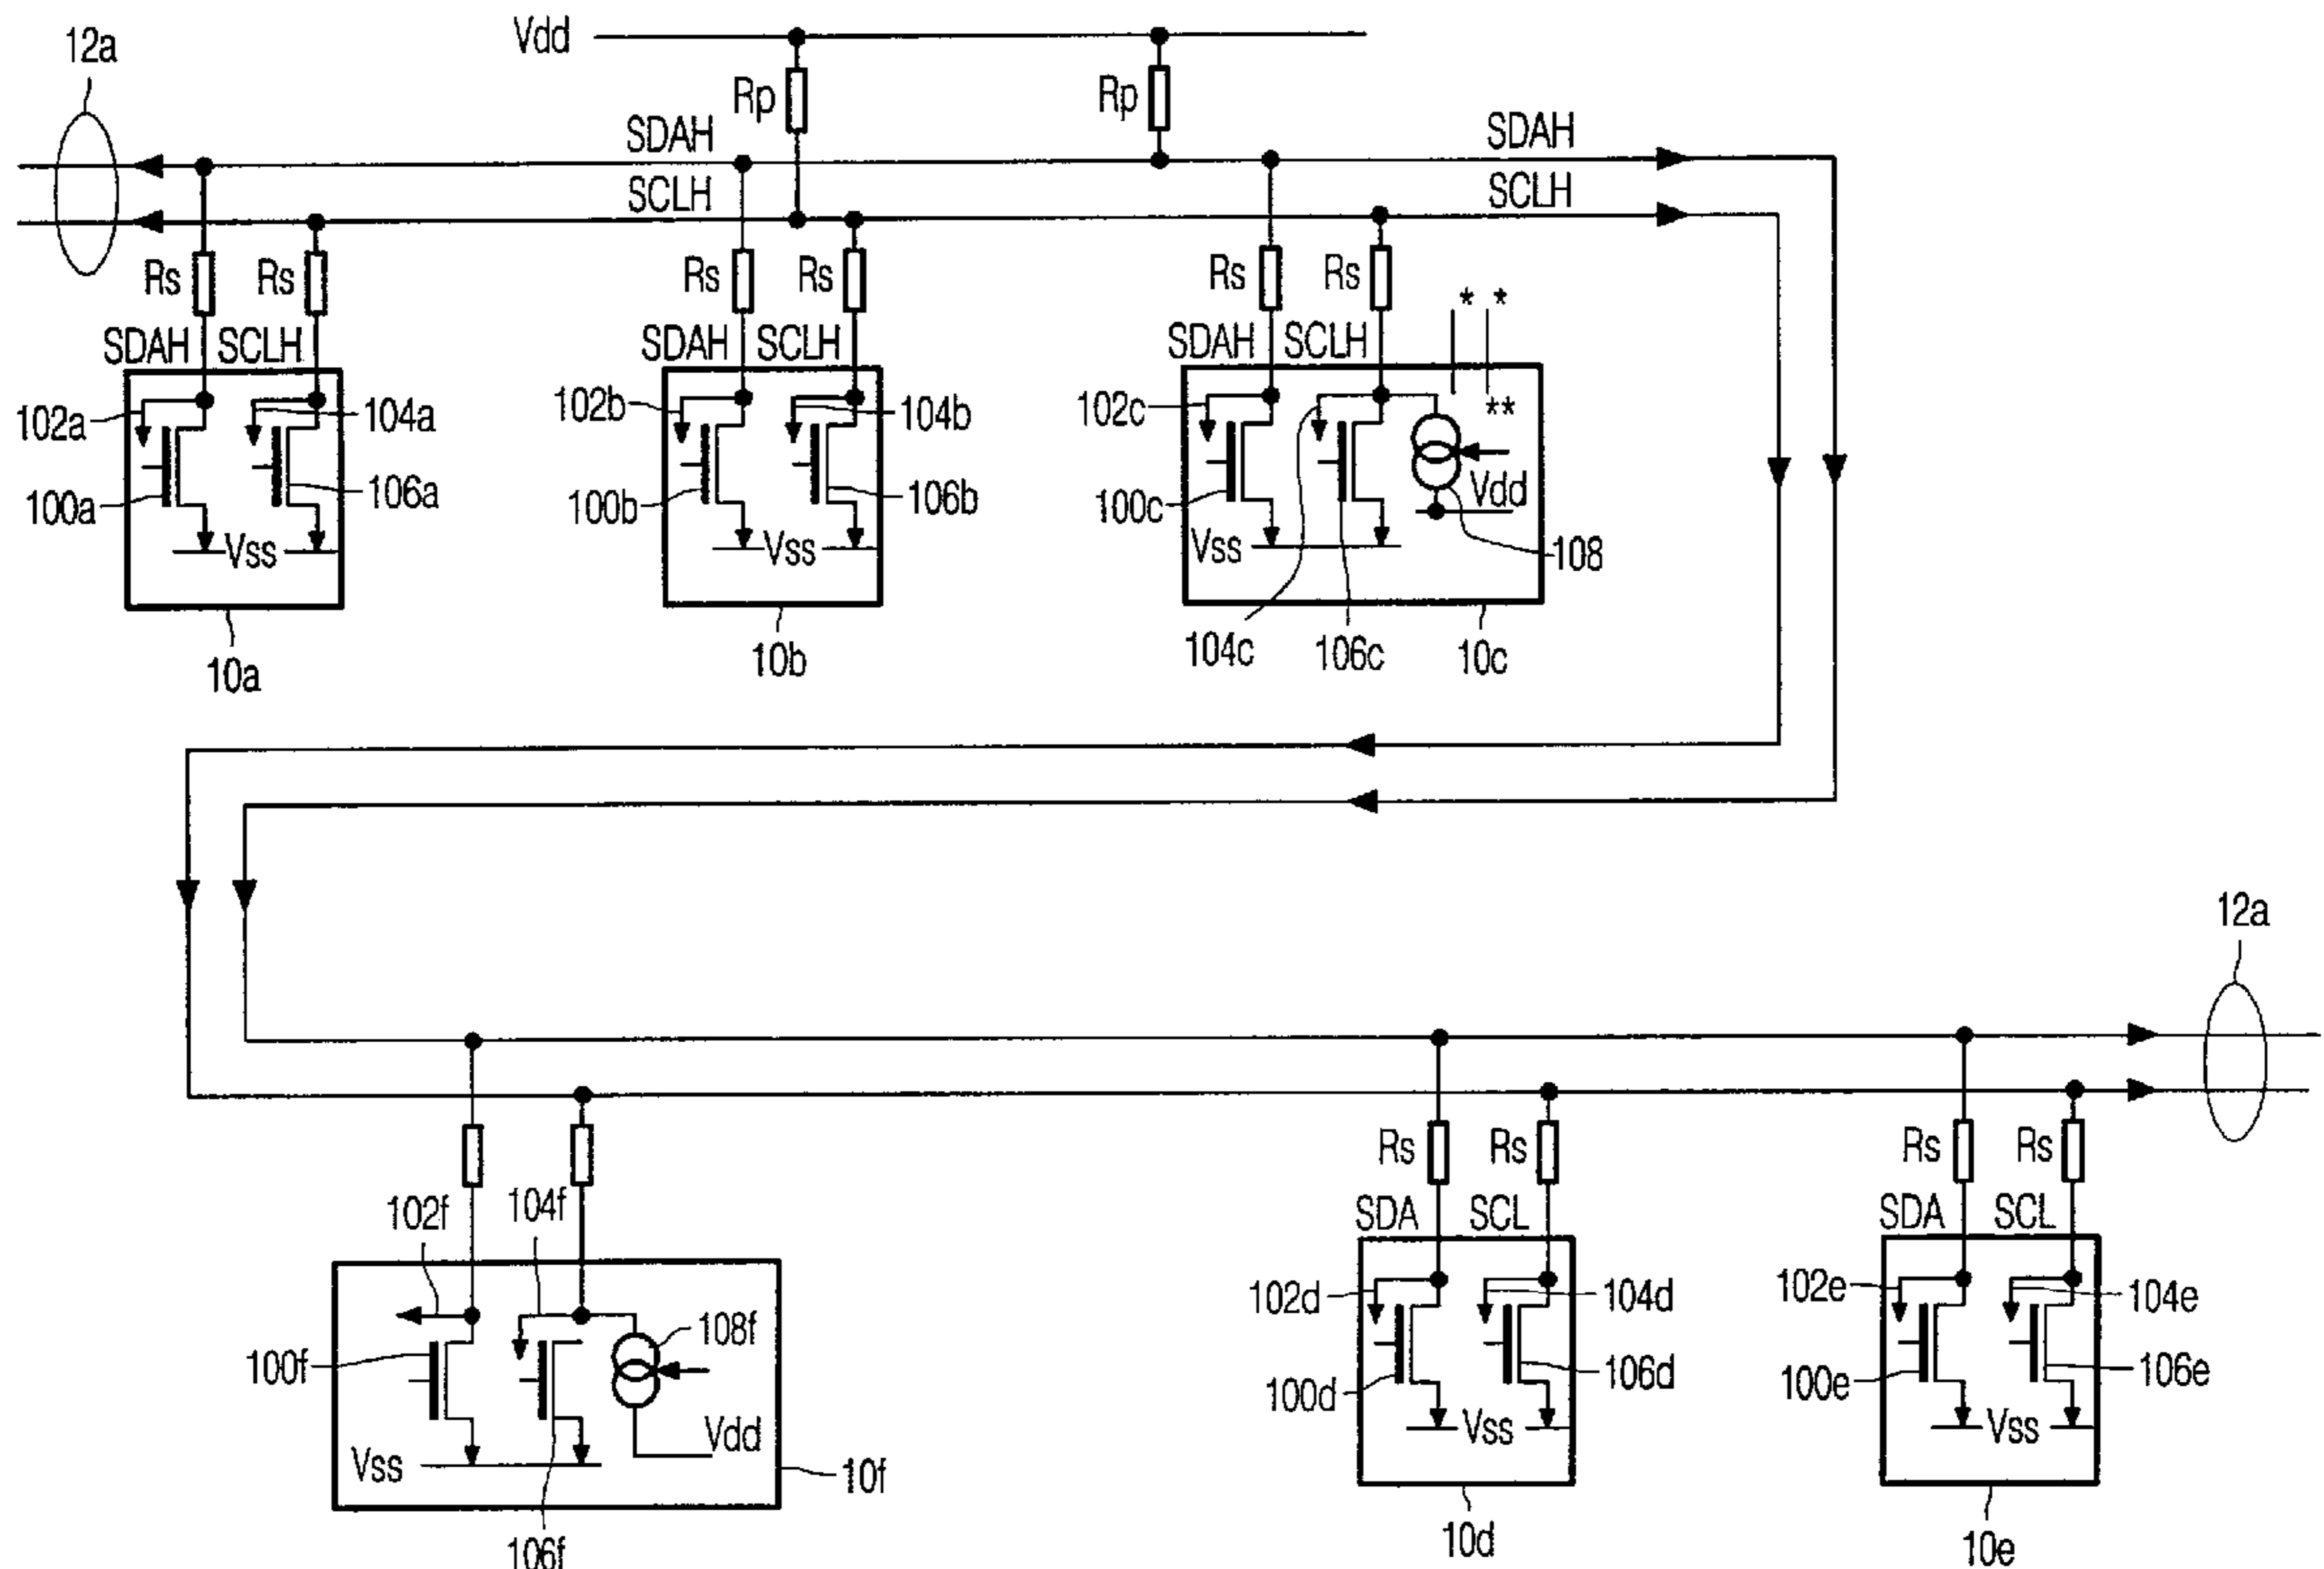 12a
Vdd
Rp Rp
SDAH SDAH
SCLH SCLH
Rs Rs Rs Rs Rs Rs * *
SDAH SCLH SDAH SCLH SDAH SCLH
102a 104a 102b 104b 102c **
100a 106a 100b 106b 100c Vdd
Vss Vss Vss 108
104c 106c 10c
10a 10b
12a
Rs Rs Rs Rs
102f 104f SDA SCL SDA SCL
108f 102d 104d 102e 104e
100f 100d 106d 100e 106e
Vss Vdd Vss Vss
10f
106f 10d 10e